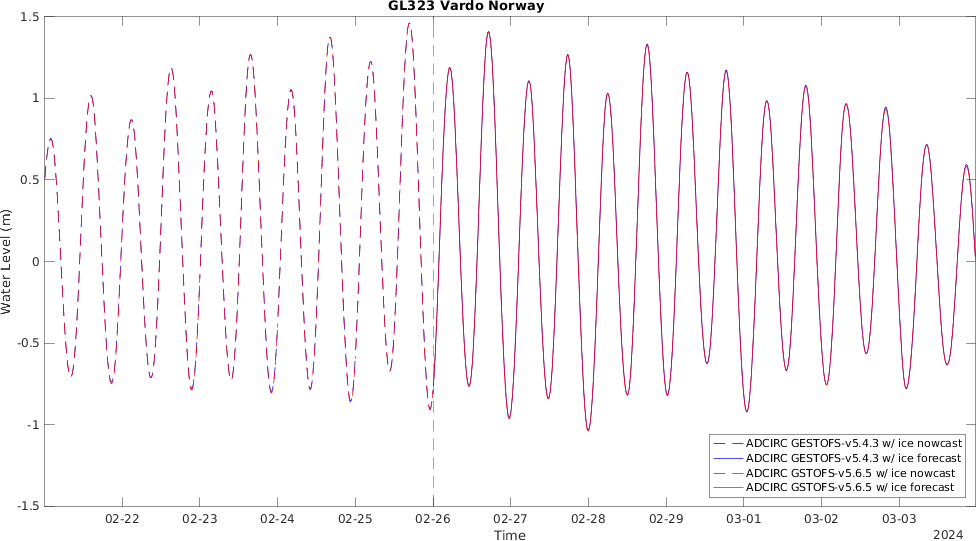 GL323 Vardo Norway
1.5
1
0.5
0
-0.5
-1
-1.5
Water Level (m)
ADCIRC GESTOFS-v5.4.3 w/ ice nowcast
ADCIRC GESTOFS-v5.4.3 w/ ice forecast
ADCIRC GSTOFS-v5.6.5 w/ ice nowcast
ADCIRC GSTOFS-v5.6.5 w/ ice forecast
02-22 02-23 02-24 02-25 02-26 02-27 02-28 02-29 03-01 03-02 03-03
Time
2024